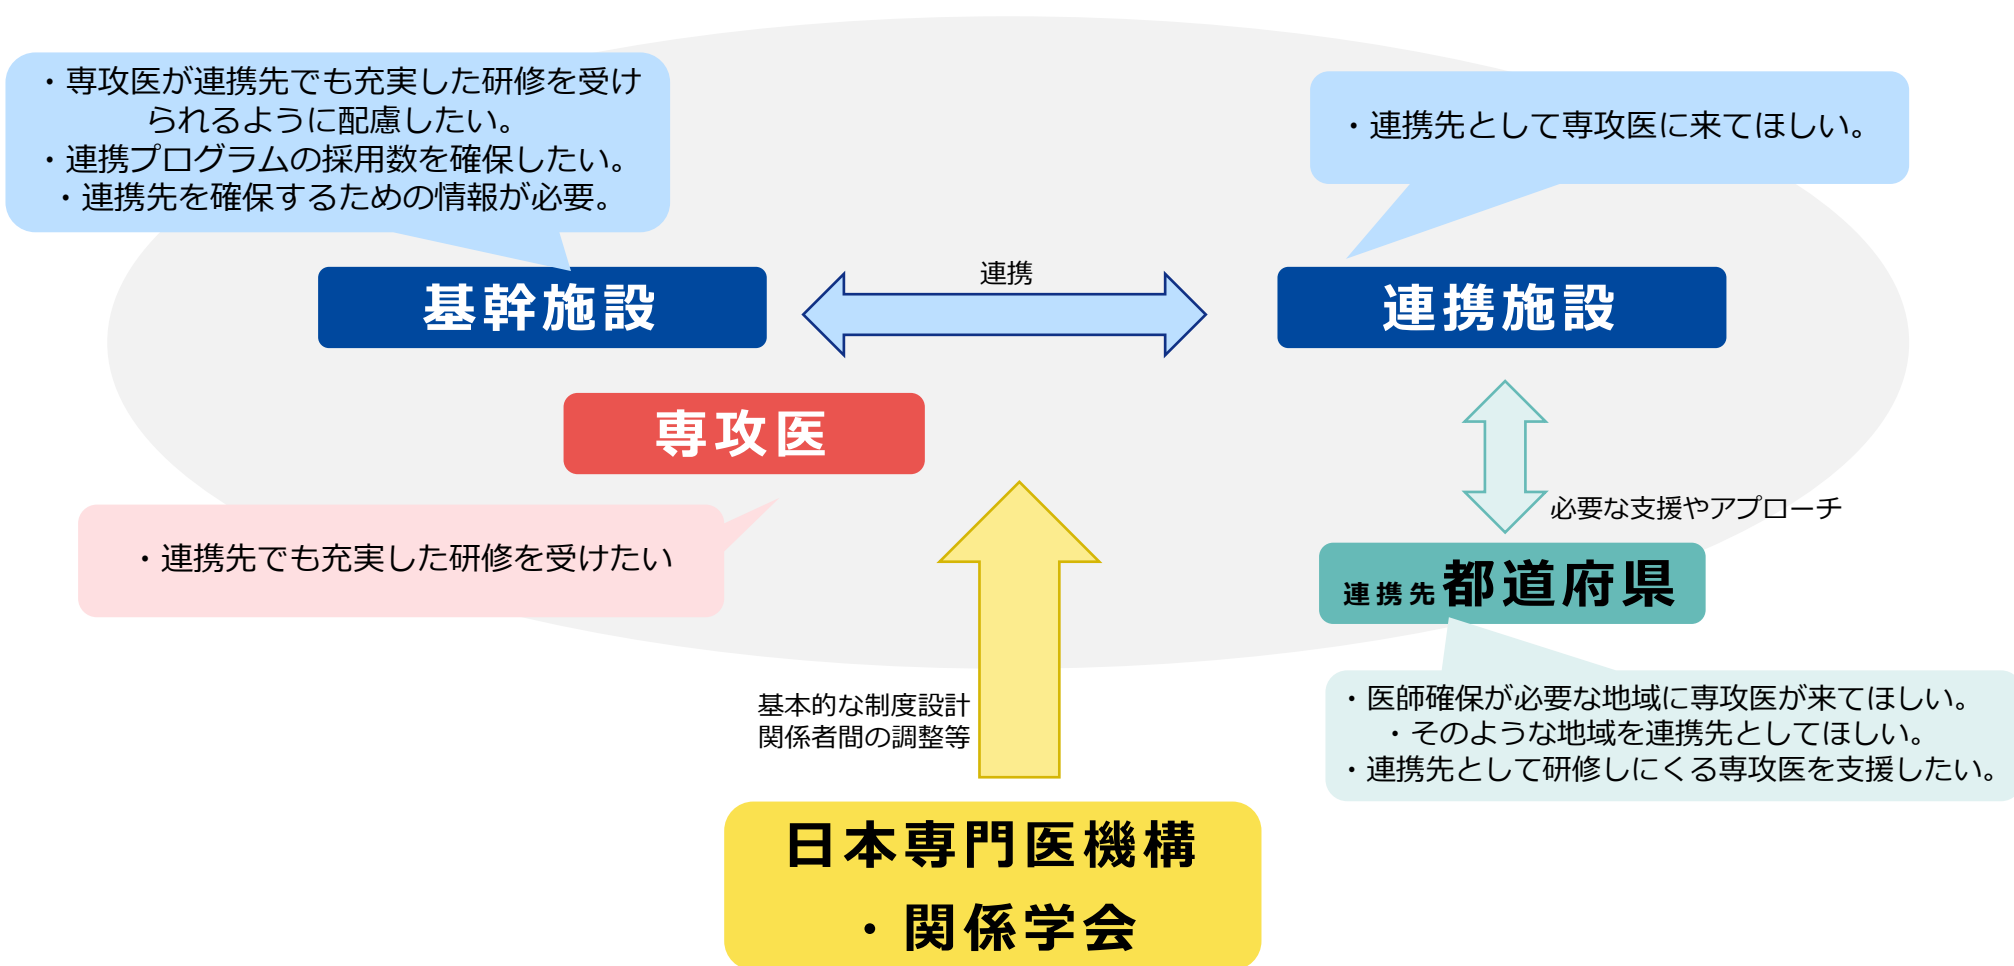 ・専攻医が連携先でも充実した研修を受け
られるように配慮したい。
・連携プログラムの採用数を確保したい。
・連携先を確保するための情報が必要。
・連携先として専攻医に来てほしい。
連携
基幹施設
連携施設
専攻医
・連携先でも充実した研修を受けたい
必要な支援やアプローチ
連携先都道府県
・医師確保が必要な地域に専攻医が来てほしい。
・そのような地域を連携先としてほしい。
・連携先として研修しにくる専攻医を支援したい。
基本的な制度設計
関係者間の調整等
日本専門医機構
・関係学会